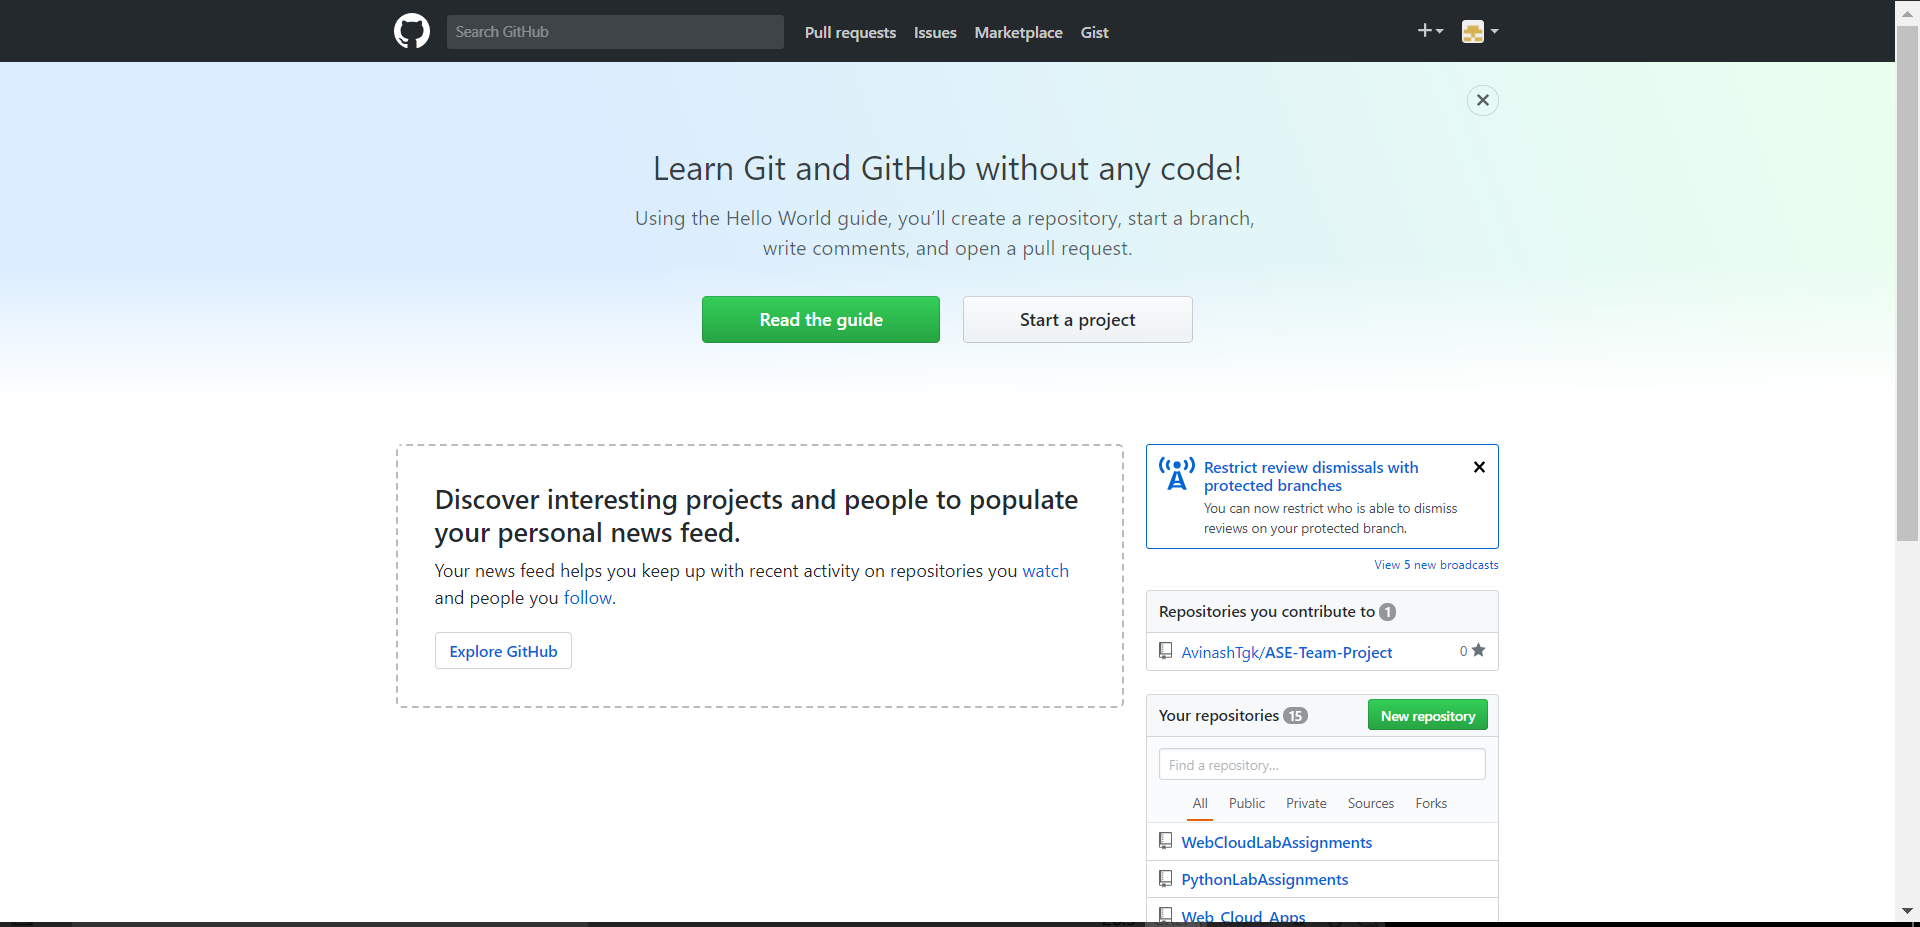 Search GitHub
Pull requests Issues Marketplace Gist
Learn Git and GitHub without any code!
Using the Hello World guide, you’ll create a repository, start a branch,
write comments, and open a pull request.
Read the guide
Start a project
Discover interesting projects and people to populate
your personal news feed.
Your news feed helps you keep up with recent activity on repositories you watch
and people you follow.
Explore GitHub
Restrict review dismissals with
protected branches
You can now restrict who is able to dismiss
reviews on your protected branch.
View 5 new broadcasts
Repositories you contribute to 1
AvinashTgk/ASE-Team-Project 0
Your repositories 15 New repository
Find a repository...
All Public Private Sources Forks
WebCloudLabAssignments
PythonLabAssignments
Web_Cloud_Apps